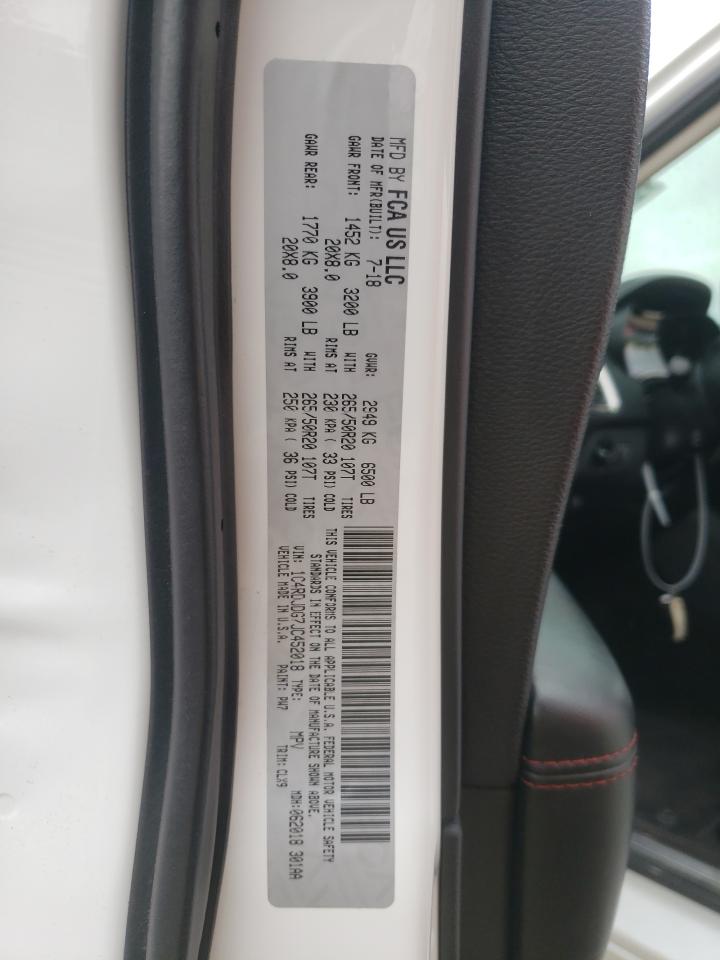 MFD BY FCA US LLC
DATE OF MFR(BUILT): 7-18 GVWR: 2949 KG 6500 LB
GAWR FRONT: 1452 KG 3200 LB WITH 265/50R20 107T TIRES
20X8.0 RIMS AT 230 KPA ( 33 PSI) COLD
GAWR REAR: 1770 KG 3900 LB WITH 265/50R20 107T TIRES
20X8.0 RIMS AT 250 KPA ( 36 PSI) COLD
THIS VEHICLE CONFORMS TO ALL APPLICABLE U.S.A. FEDERAL MOTOR VEHICLE SAFETY
STANDARDS IN EFFECT ON THE DATE OF MANUFACTURE SHOWN ABOVE.
VIN: 1C4RDJDG7JC452018 TYPE: MPV MDH:062018 301AA
VEHICLE MADE IN U.S.A. PAINT: PW7 TRIM: CLX9